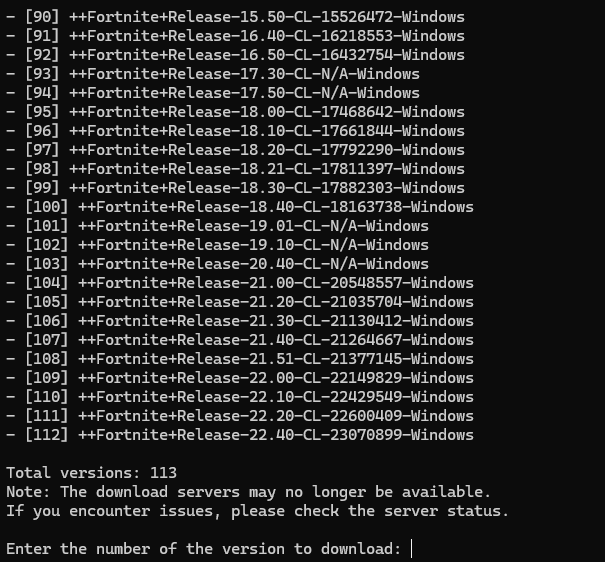 - [90] ++Fortnite+Release-15.50-CL-15526472-Windows
- [91] ++Fortnite+Release-16.40-CL-16218553-Windows
- [92] ++Fortnite+Release-16.50-CL-16432754-Windows
- [93] ++Fortnite+Release-17.30-CL-N/A-Windows
- [94] ++Fortnite+Release-17.50-CL-N/A-Windows
- [95] ++Fortnite+Release-18.00-CL-17468642-Windows
- [96] ++Fortnite+Release-18.10-CL-17661844-Windows
- [97] ++Fortnite+Release-18.20-CL-17792290-Windows
- [98] ++Fortnite+Release-18.21-CL-17811397-Windows
- [99] ++Fortnite+Release-18.30-CL-17882303-Windows
- [100] ++Fortnite+Release-18.40-CL-18163738-Windows
- [101] ++Fortnite+Release-19.01-CL-N/A-Windows
- [102] ++Fortnite+Release-19.10-CL-N/A-Windows
- [103] ++Fortnite+Release-20.40-CL-N/A-Windows
- [104] ++Fortnite+Release-21.00-CL-20548557-Windows
- [105] ++Fortnite+Release-21.20-CL-21035704-Windows
- [106] ++Fortnite+Release-21.30-CL-21130412-Windows
- [107] ++Fortnite+Release-21.40-CL-21264667-Windows
- [108] ++Fortnite+Release-21.51-CL-21377145-Windows
- [109] ++Fortnite+Release-22.00-CL-22149829-Windows
- [110] ++Fortnite+Release-22.10-CL-22429549-Windows
- [111] ++Fortnite+Release-22.20-CL-22600409-Windows
- [112] ++Fortnite+Release-22.40-CL-23070899-Windows
Total versions: 113
Note: The download servers may no longer be available.
If you encounter issues, please check the server status.
Enter the number of the version to download: